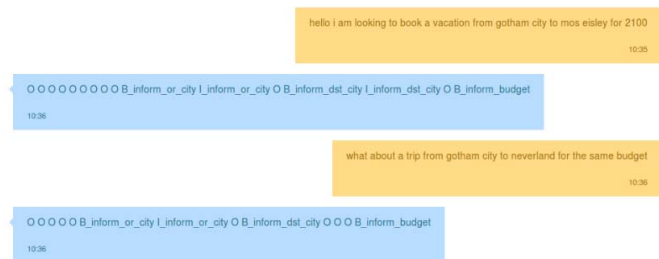 hello i am looking to book a vacation from gotham city to mos eisley for 2100
10:35
O O O O O O O O O B_inform_or_city I_inform_or_city O B_inform_dst_city I_inform_dst_city O B_inform_budget
10:36
what about a trip from gotham city to neverland for the same budget
10:36
O O O O O B_inform_or_city I_inform_or_city O B_inform_dst_city O O O B_inform_budget
10:36